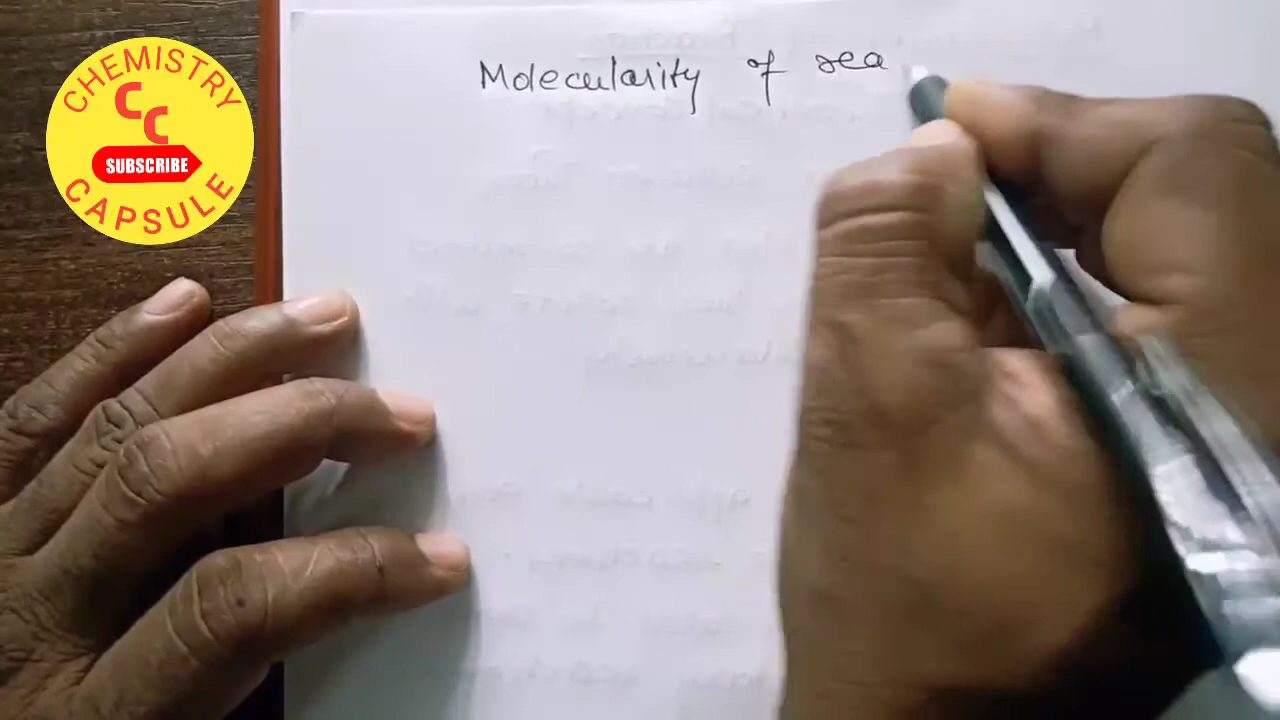 CHEMISTRY
CC
SUBSCRIBE
CAPSULE
Molecularity of rea